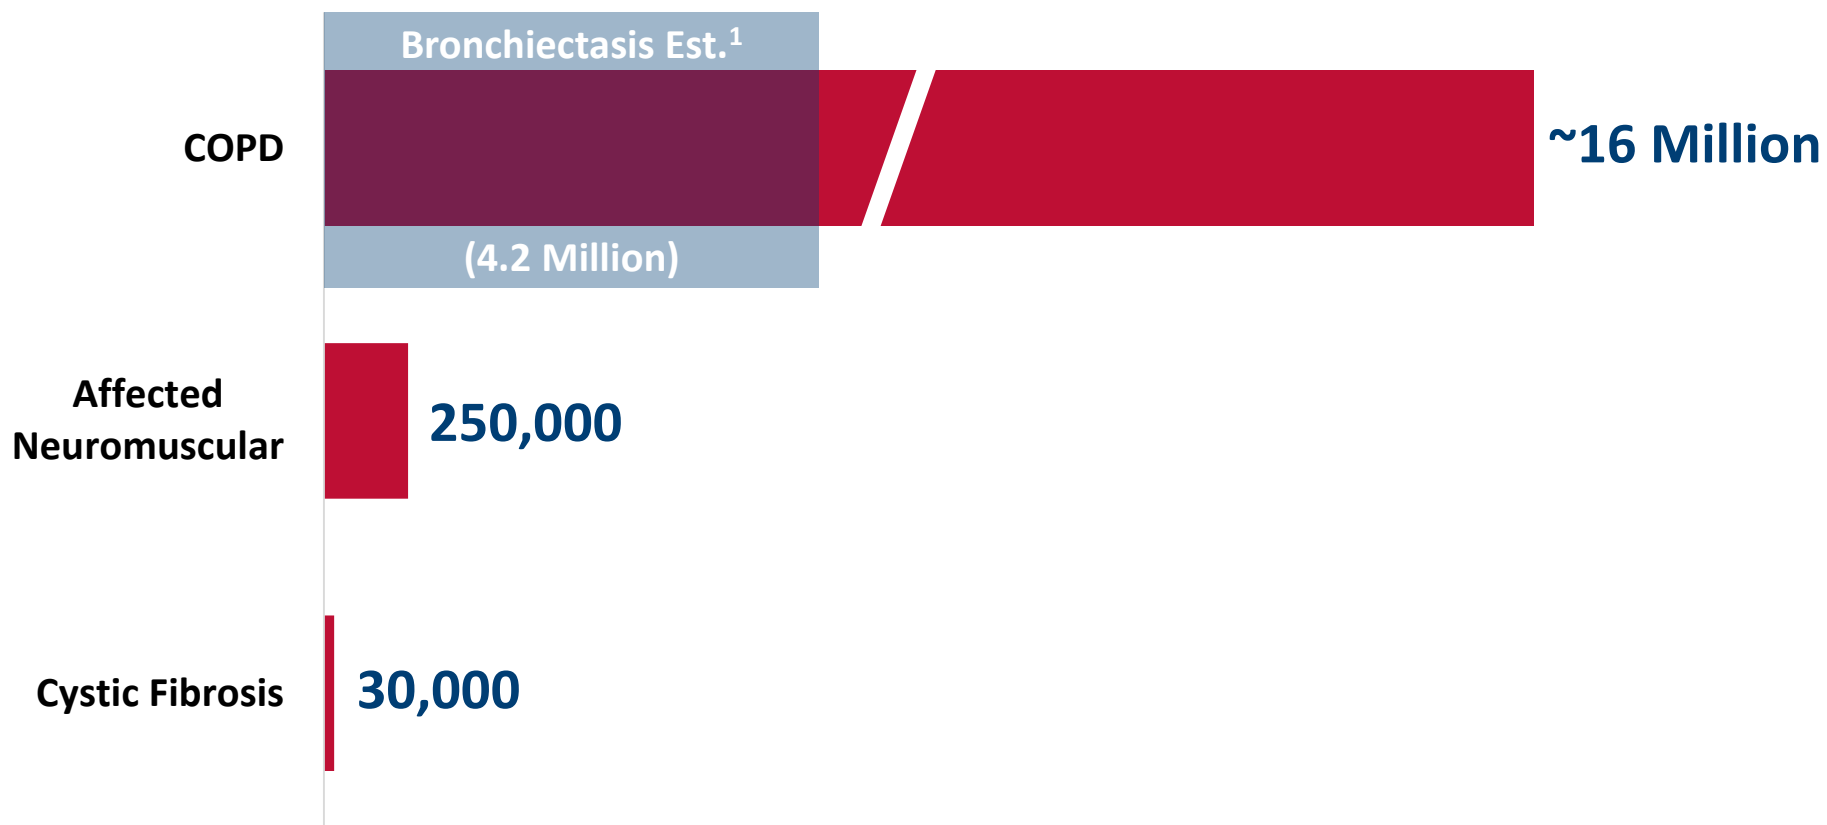 Bronchiectasis Est.¹
COPD
~16 Million
(4.2 Million)
Affected
Neuromuscular
250,000
Cystic Fibrosis
30,000